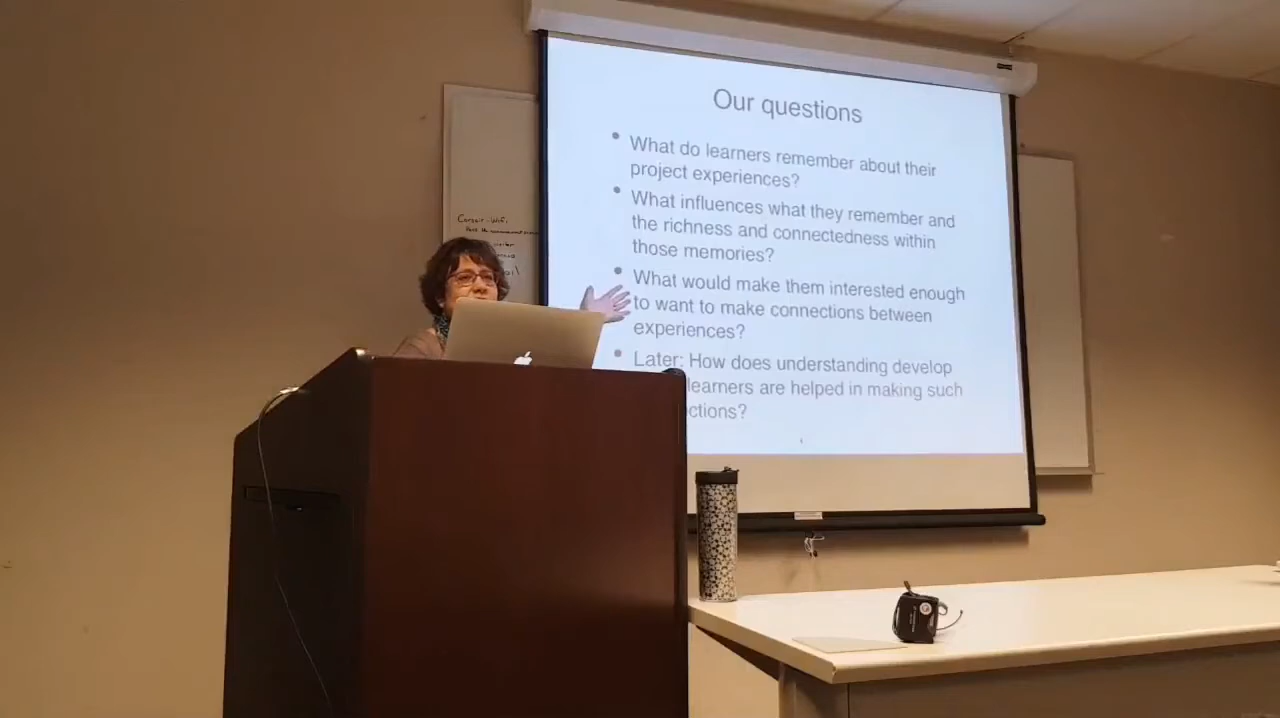 Our questions
• What do learners remember about their
project experiences?
• What influences what they remember and
the richness and connectedness within
those memories?
• What would make them interested enough
to want to make connections between
experiences?
• Later: How does understanding develop
learners are helped in making such
ctions?